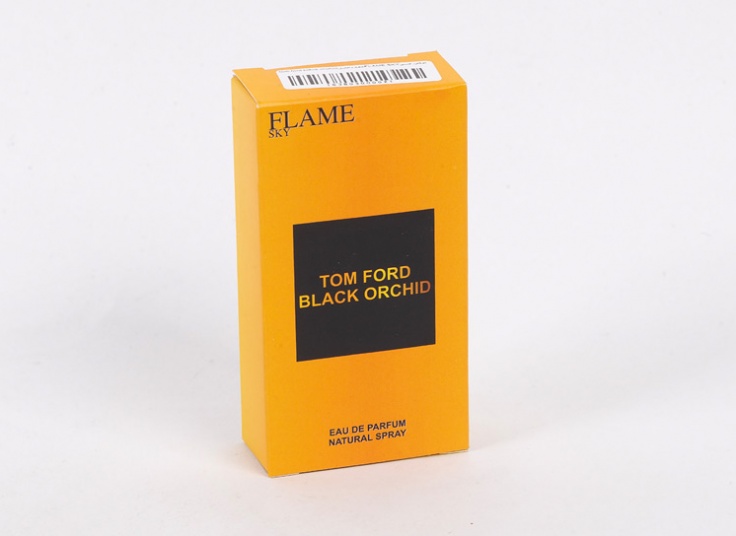 FLAME
SKY
TOM FORD
BLACK ORCHID
EAU DE PARFUM
NATURAL SPRAY